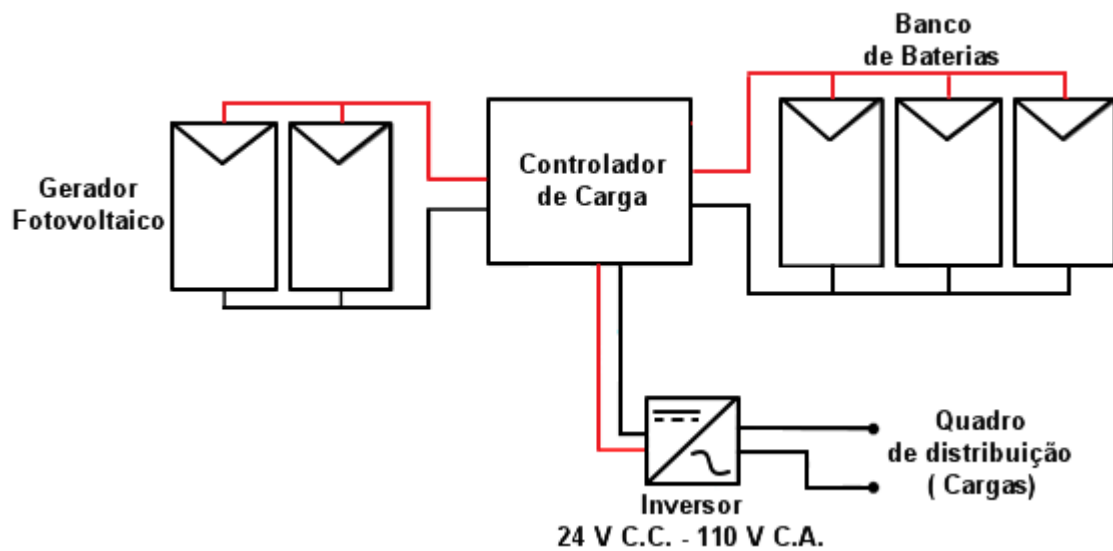 Banco
de Baterias
Controlador
de Carga
Gerador
Fotovoltaico
Quadro
de distribuição
( Cargas)
Inversor
24 V C.C. - 110 V C.A.